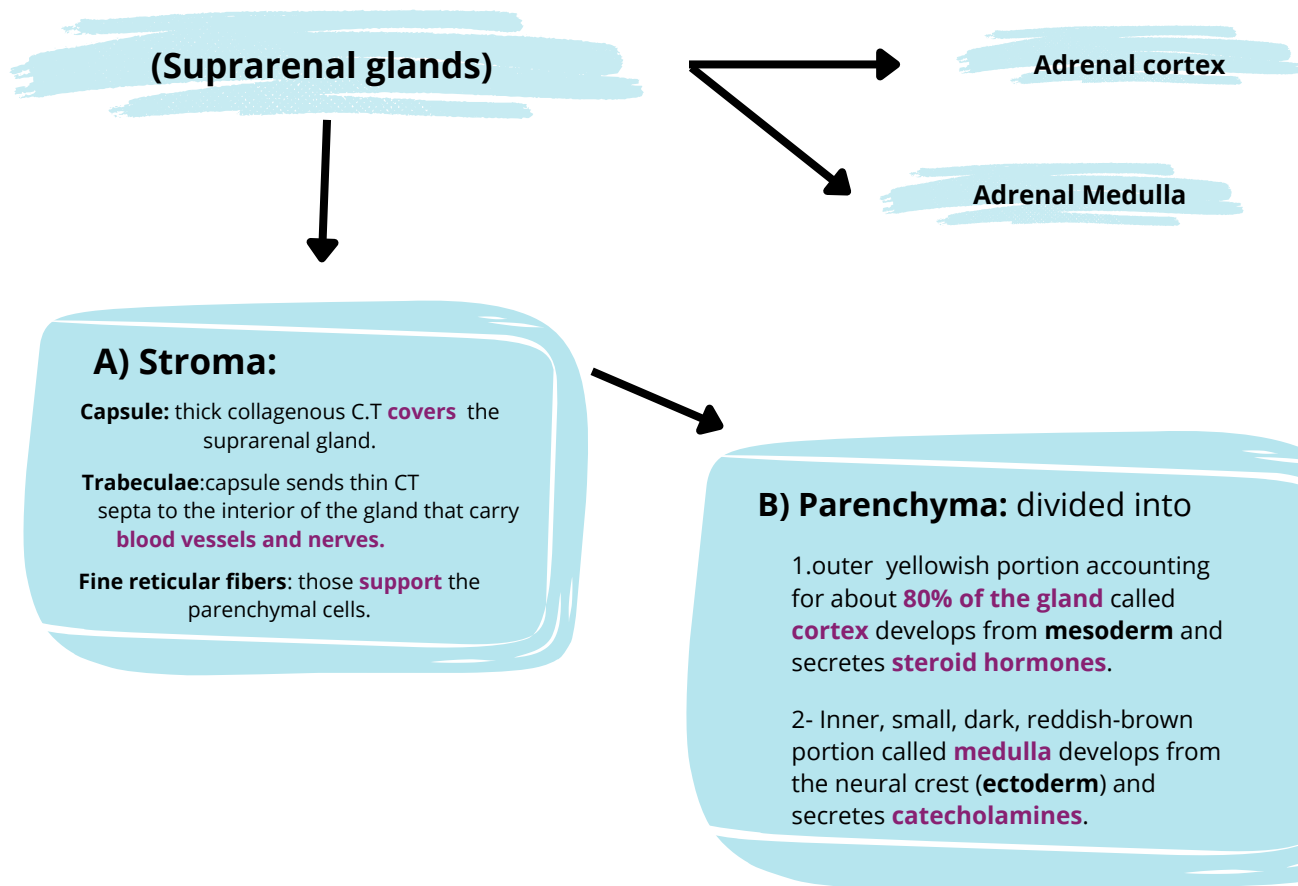 (Suprarenal glands)
Adrenal cortex
Adrenal Medulla
A) Stroma:
Capsule: thick collagenous C.T covers the
suprarenal gland.
Trabeculae:capsule sends thin CT
septa to the interior of the gland that carry
blood vessels and nerves.
Fine reticular fibers: those support the
parenchymal cells.
B) Parenchyma: divided into
1.outer yellowish portion accounting
for about 80% of the gland called
cortex develops from mesoderm and
secretes steroid hormones.
2- Inner, small, dark, reddish-brown
portion called medulla develops from
the neural crest (ectoderm) and
secretes catecholamines.